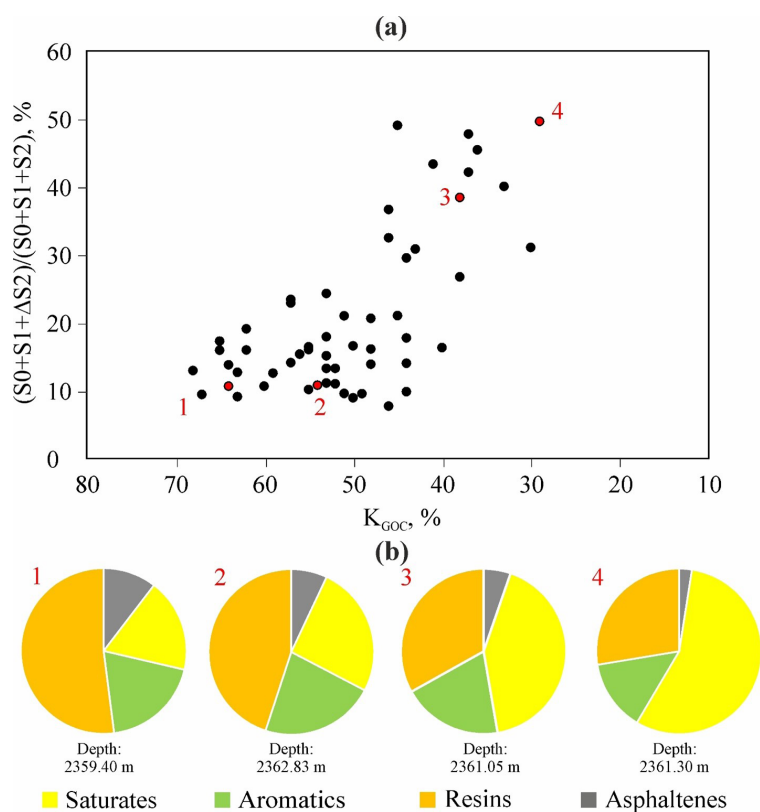 (a)
(S0+S1+ΔS2)/(S0+S1+S2), %
60
50
40
30
20
10
0
4
3
1
2
80 70 60 50 40 30 20 10
K_GOC, %
(b)
1 2 3 4
Depth: Depth: Depth: Depth:
2359.40 m 2362.83 m 2361.05 m 2361.30 m
Saturates Aromatics Resins Asphaltenes